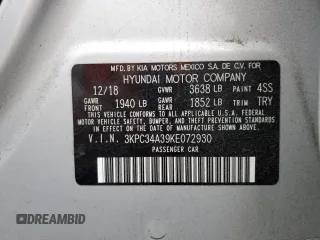 MFD. BY KIA MOTORS MEXICO S.A. DE C.V. FOR
HYUNDAI MOTOR COMPANY
12/18 GVWR 3638 LB PAINT 4SS
GAWR FRONT 1940 LB GAWR REAR 1852 LB TRIM TRY
THIS VEHICLE CONFORMS TO ALL APPLICABLE
U.S. FEDERAL MOTOR VEHICLE SAFETY, BUMPER,
AND THEFT PREVENTION STANDARDS IN EFFECT ON
THE DATE OF MANUFACTURE SHOWN ABOVE.
V.I.N. 3KPC34A39KE072930
PASSENGER CAR
DREAMBID